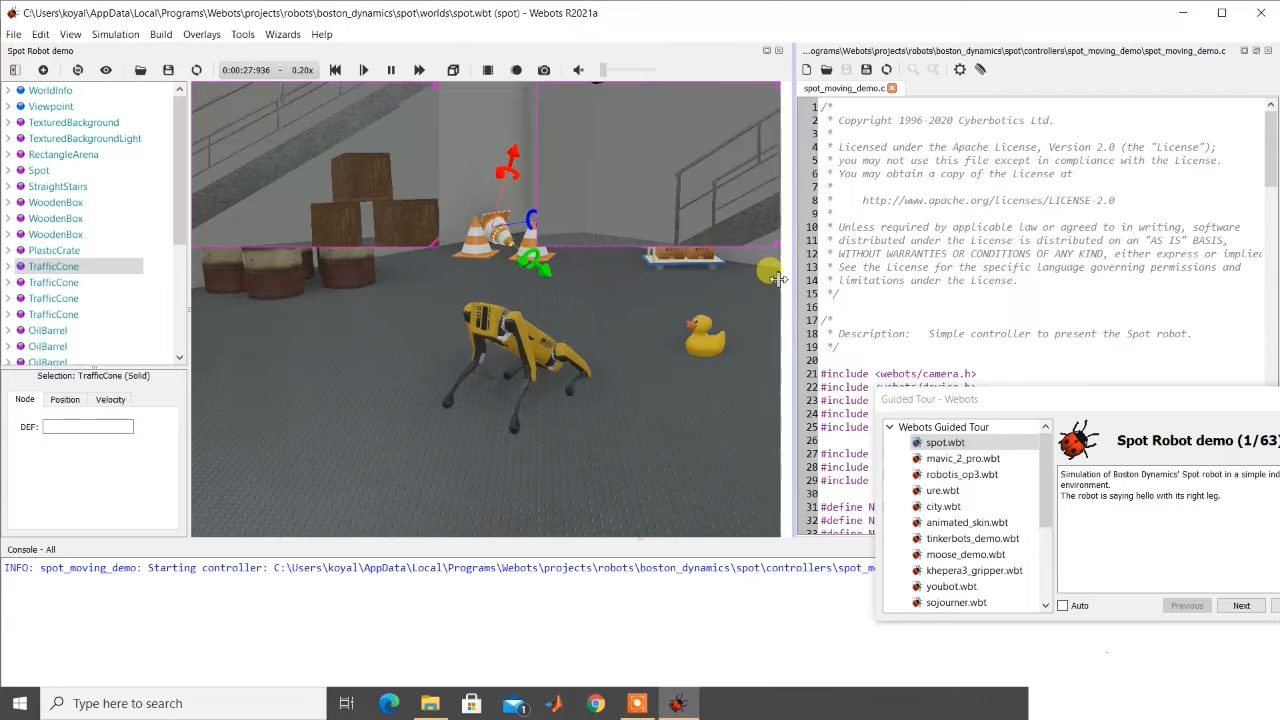 C:\Users\koyal\AppData\Local\Programs\Webots\projects\robots\boston_dynamics\spot\worlds\spot.wbt (spot) - Webots R2021a
File Edit View Simulation Build Overlays Tools Wizards Help
Spot Robot demo
...ograms\Webots\projects\robots\boston_dynamics\spot\controllers\spot_moving_demo\spot_moving_demo.c
0:00:27:936 - 0.20x
spot_moving_demo.c
WorldInfo
Viewpoint
TexturedBackground
TexturedBackgroundLight
RectangleArena
Spot
StraightStairs
WoodenBox
WoodenBox
WoodenBox
PlasticCrate
TrafficCone
TrafficCone
TrafficCone
TrafficCone
OilBarrel
OilBarrel
OilBarrel
Selection: TrafficCone (Solid)
Node Position Velocity
DEF:
1 /*
2 * Copyright 1996-2020 Cyberbotics Ltd.
3 *
4 * Licensed under the Apache License, Version 2.0 (the "License");
5 * you may not use this file except in compliance with the License.
6 * You may obtain a copy of the License at
7 *
8 * http://www.apache.org/licenses/LICENSE-2.0
9 *
10 * Unless required by applicable law or agreed to in writing, software
11 * distributed under the License is distributed on an "AS IS" BASIS,
12 * WITHOUT WARRANTIES OR CONDITIONS OF ANY KIND, either express or implied
13 * See the License for the specific language governing permissions and
14 * limitations under the License.
15 */
16
17 /*
18 * Description: Simple controller to present the Spot robot.
19 */
20
21 #include <webots/camera.h>
22 #include <webots/device.h>
23 #include
24 #include
25 #include
26
27 #include
28 #include
29 #include
30
31 #define N
32 #define N
33 #define N
Guided Tour - Webots
Webots Guided Tour
spot.wbt
mavic_2_pro.wbt
robotis_op3.wbt
ure.wbt
city.wbt
animated_skin.wbt
tinkerbots_demo.wbt
moose_demo.wbt
khepera3_gripper.wbt
youbot.wbt
sojourner.wbt
Spot Robot demo (1/63)
Simulation of Boston Dynamics' Spot robot in a simple ind
environment.
The robot is saying hello with its right leg.
Auto Previous Next
Console - All
INFO: spot_moving_demo: Starting controller: C:\Users\koyal\AppData\Local\Programs\Webots\projects\robots\boston_dynamics\spot\controllers\spot_m
Type here to search
1